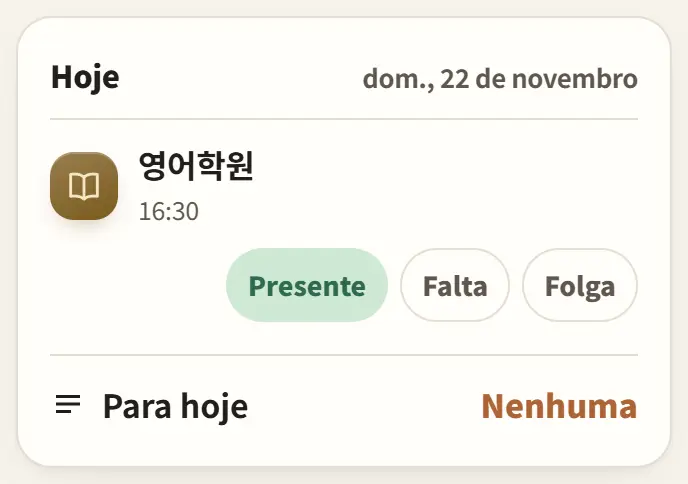 Hoje
dom., 22 de novembro
영어학원
16:30
Presente
Falta
Folga
Para hoje
Nenhuma